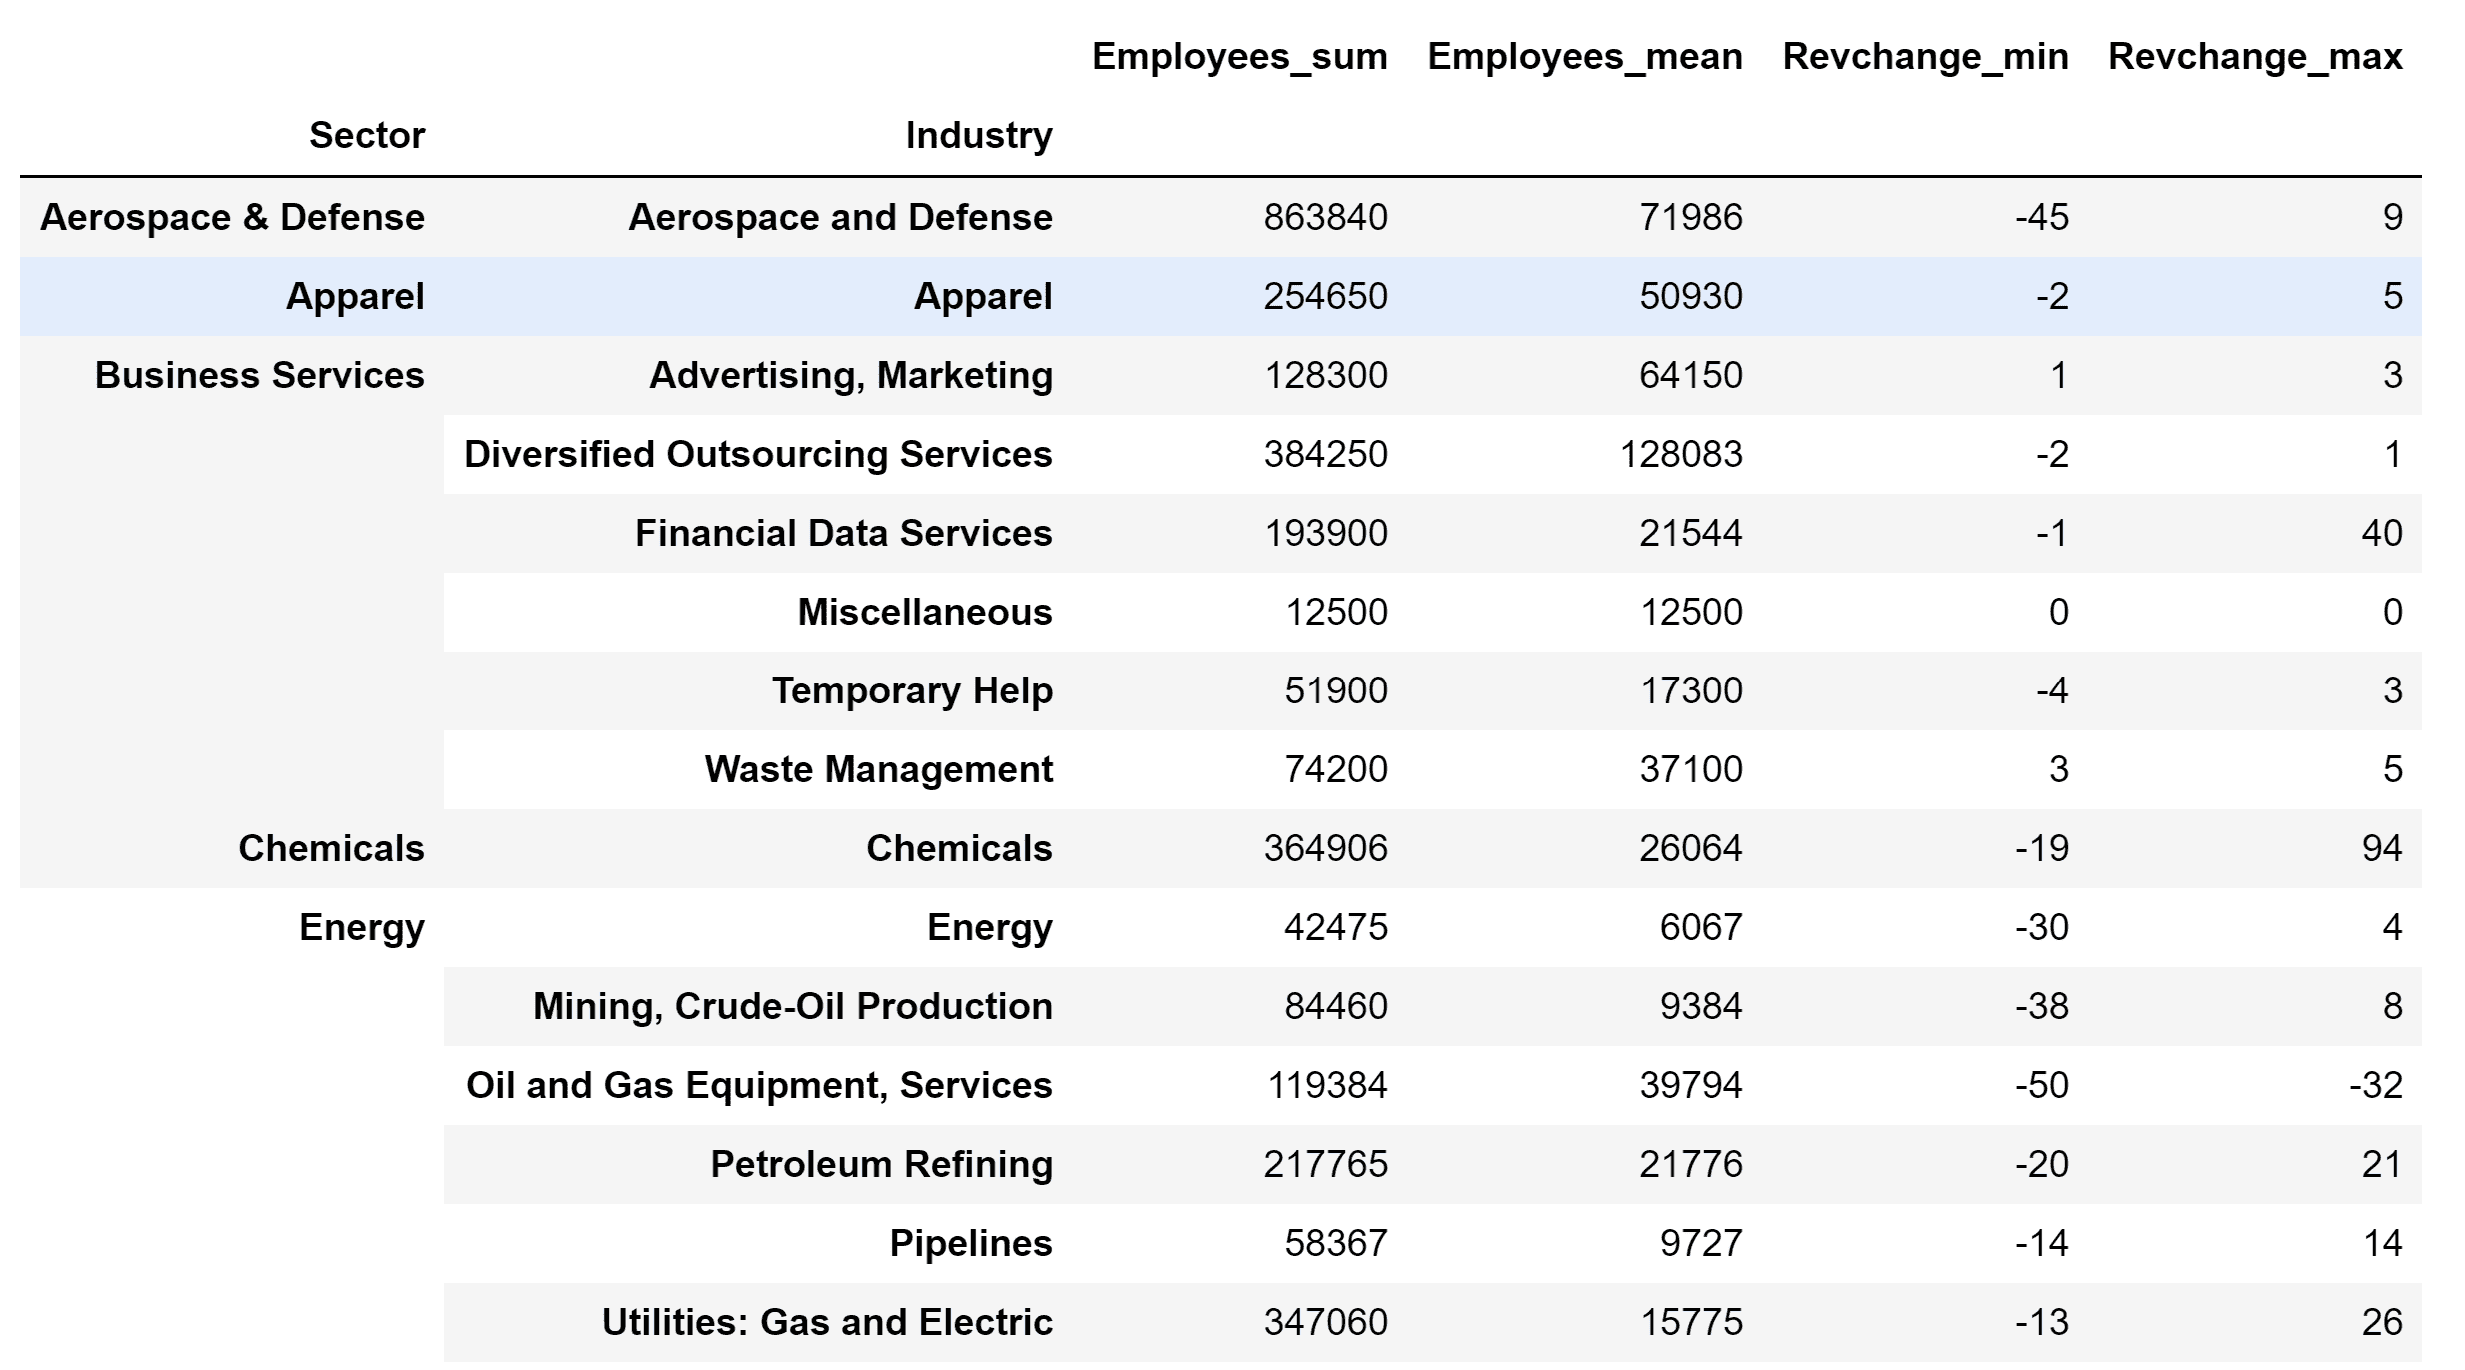 Employees_sum Employees_mean Revchange_min Revchange_max
Sector Industry
Aerospace & Defense Aerospace and Defense 863840 71986 -45 9
Apparel Apparel 254650 50930 -2 5
Business Services Advertising, Marketing 128300 64150 1 3
Diversified Outsourcing Services 384250 128083 -2 1
Financial Data Services 193900 21544 -1 40
Miscellaneous 12500 12500 0 0
Temporary Help 51900 17300 -4 3
Waste Management 74200 37100 3 5
Chemicals Chemicals 364906 26064 -19 94
Energy Energy 42475 6067 -30 4
Mining, Crude-Oil Production 84460 9384 -38 8
Oil and Gas Equipment, Services 119384 39794 -50 -32
Petroleum Refining 217765 21776 -20 21
Pipelines 58367 9727 -14 14
Utilities: Gas and Electric 347060 15775 -13 26